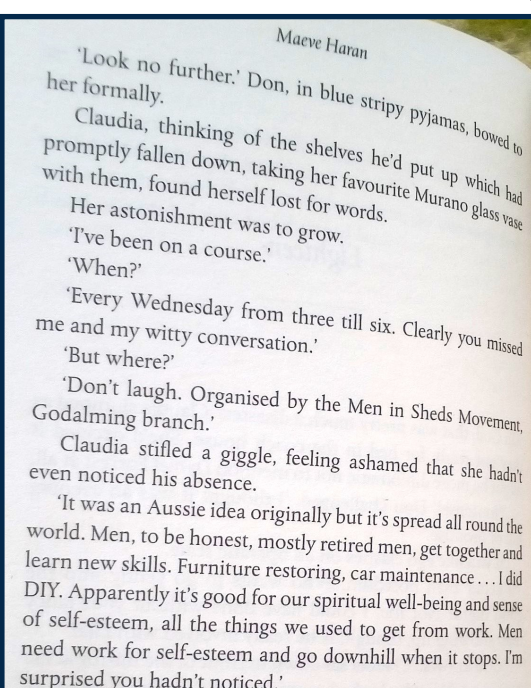 Maeve Haran
'Look no further.' Don, in blue stripy pyjamas, bowed to
her formally.
Claudia, thinking of the shelves he'd put up which had
promptly fallen down, taking her favourite Murano glass vase
with them, found herself lost for words.
Her astonishment was to grow.
'I've been on a course.'
'When?'
'Every Wednesday from three till six. Clearly you missed
me and my witty conversation.'
'But where?'
'Don't laugh. Organised by the Men in Sheds Movement,
Godalming branch.'
Claudia stifled a giggle, feeling ashamed that she hadn't
even noticed his absence.
'It was an Aussie idea originally but it's spread all round the
world. Men, to be honest, mostly retired men, get together and
learn new skills. Furniture restoring, car maintenance . . . I did
DIY. Apparently it's good for our spiritual well-being and sense
of self-esteem, all the things we used to get from work. Men
need work for self-esteem and go downhill when it stops. I'm
surprised you hadn't noticed.'